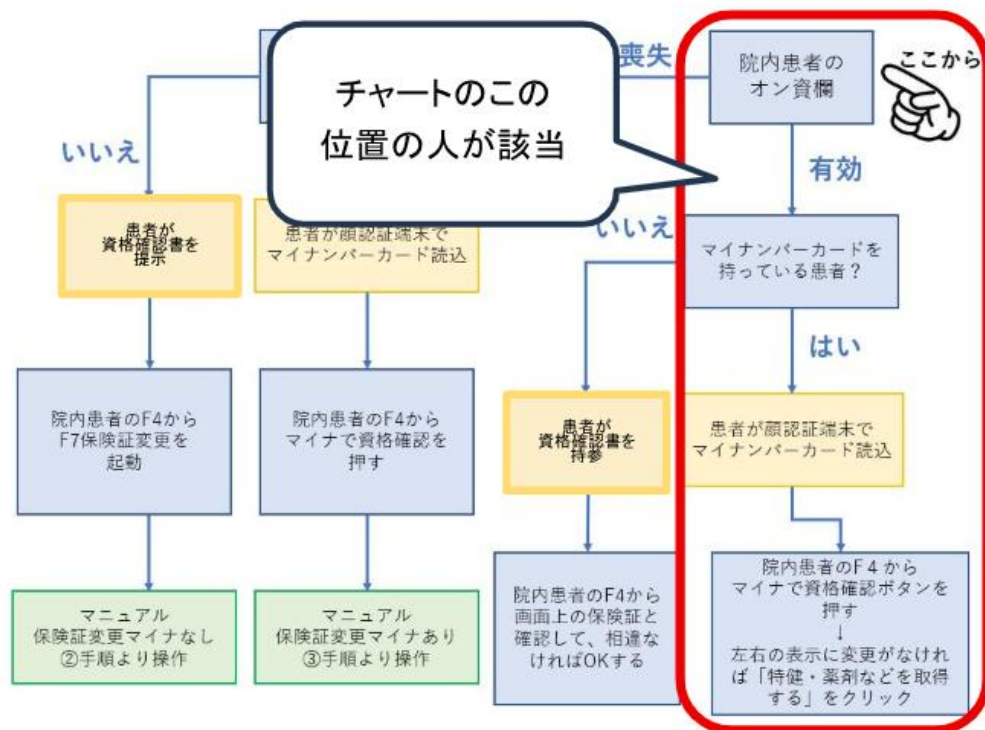 喪失
院内患者の
オン資欄
ここから
チャートのこの
位置の人が該当
いいえ
有効
患者が
資格確認書を
提示
患者が顔認証端末で
マイナンバーカード読込
いいえ
マイナンバーカードを
持っている患者？
はい
院内患者のF4から
F7保険証変更を
起動
院内患者のF4から
マイナで資格確認を
押す
患者が
資格確認書を
持参
患者が顔認証端末で
マイナンバーカード読込
マニュアル
保険証変更マイナなし
②手順より操作
マニュアル
保険証変更マイナあり
③手順より操作
院内患者のF4から
画面上の保険証と
確認して、相違な
ければOKする
院内患者のF４から
マイナで資格確認ボタンを
押す
↓
左右の表示に変更がなけれ
ば「特健・薬剤などを取得
する」をクリック